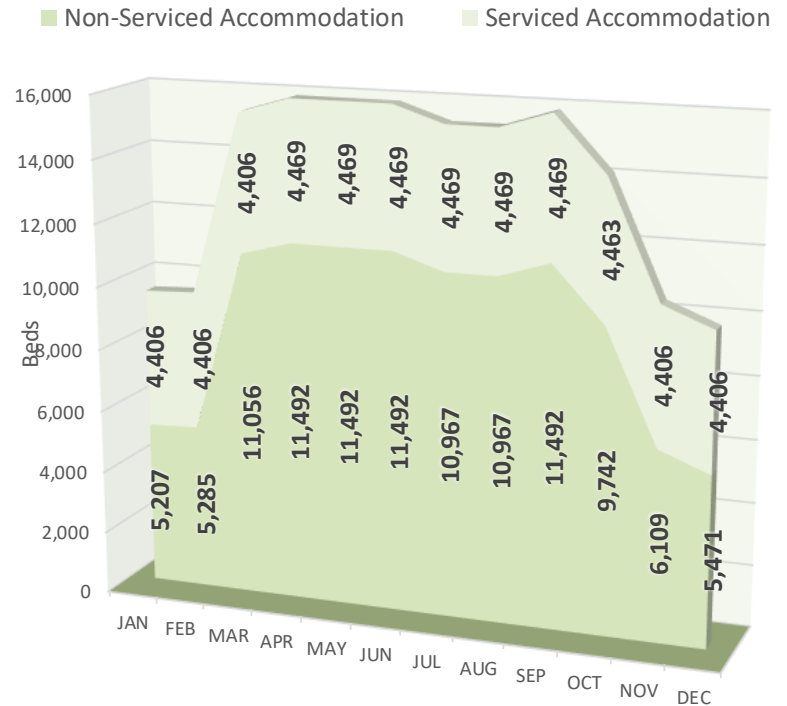 Non-Serviced Accommodation Serviced Accommodation
16,000
14,000
12,000
10,000
8,000
6,000
4,000
2,000
0
Beds
4,406 4,406 4,406 4,469 4,469 4,469 4,469 4,469 4,469 4,463 4,406 4,406
5,207 5,285 11,056 11,492 11,492 11,492 10,967 10,967 11,492 9,742 6,109 5,471
JAN FEB MAR APR MAY JUN JUL AUG SEP OCT NOV DEC